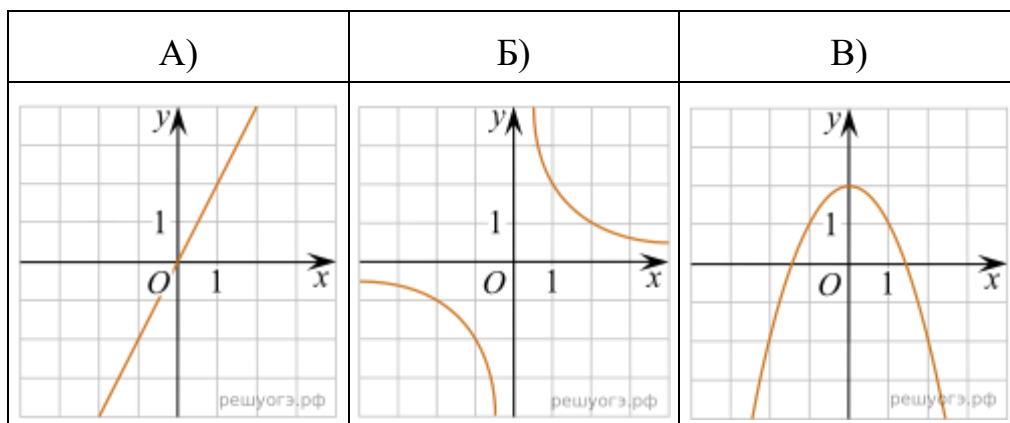 А) Б) В)
y y y
1 1 1
O 1 x O 1 x O 1 x
решуогэ.рф решуогэ.рф решуогэ.рф